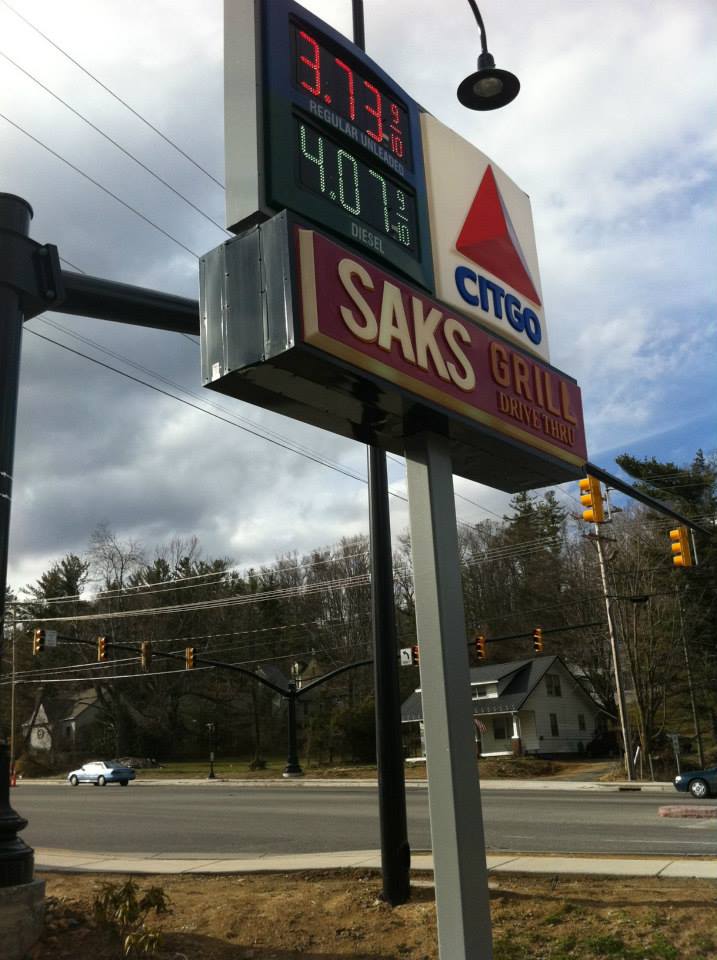 3.73 9/10
REGULAR UNLEADED
4.07 9/10
DIESEL
CITGO
SAKS GRILL
DRIVE THRU